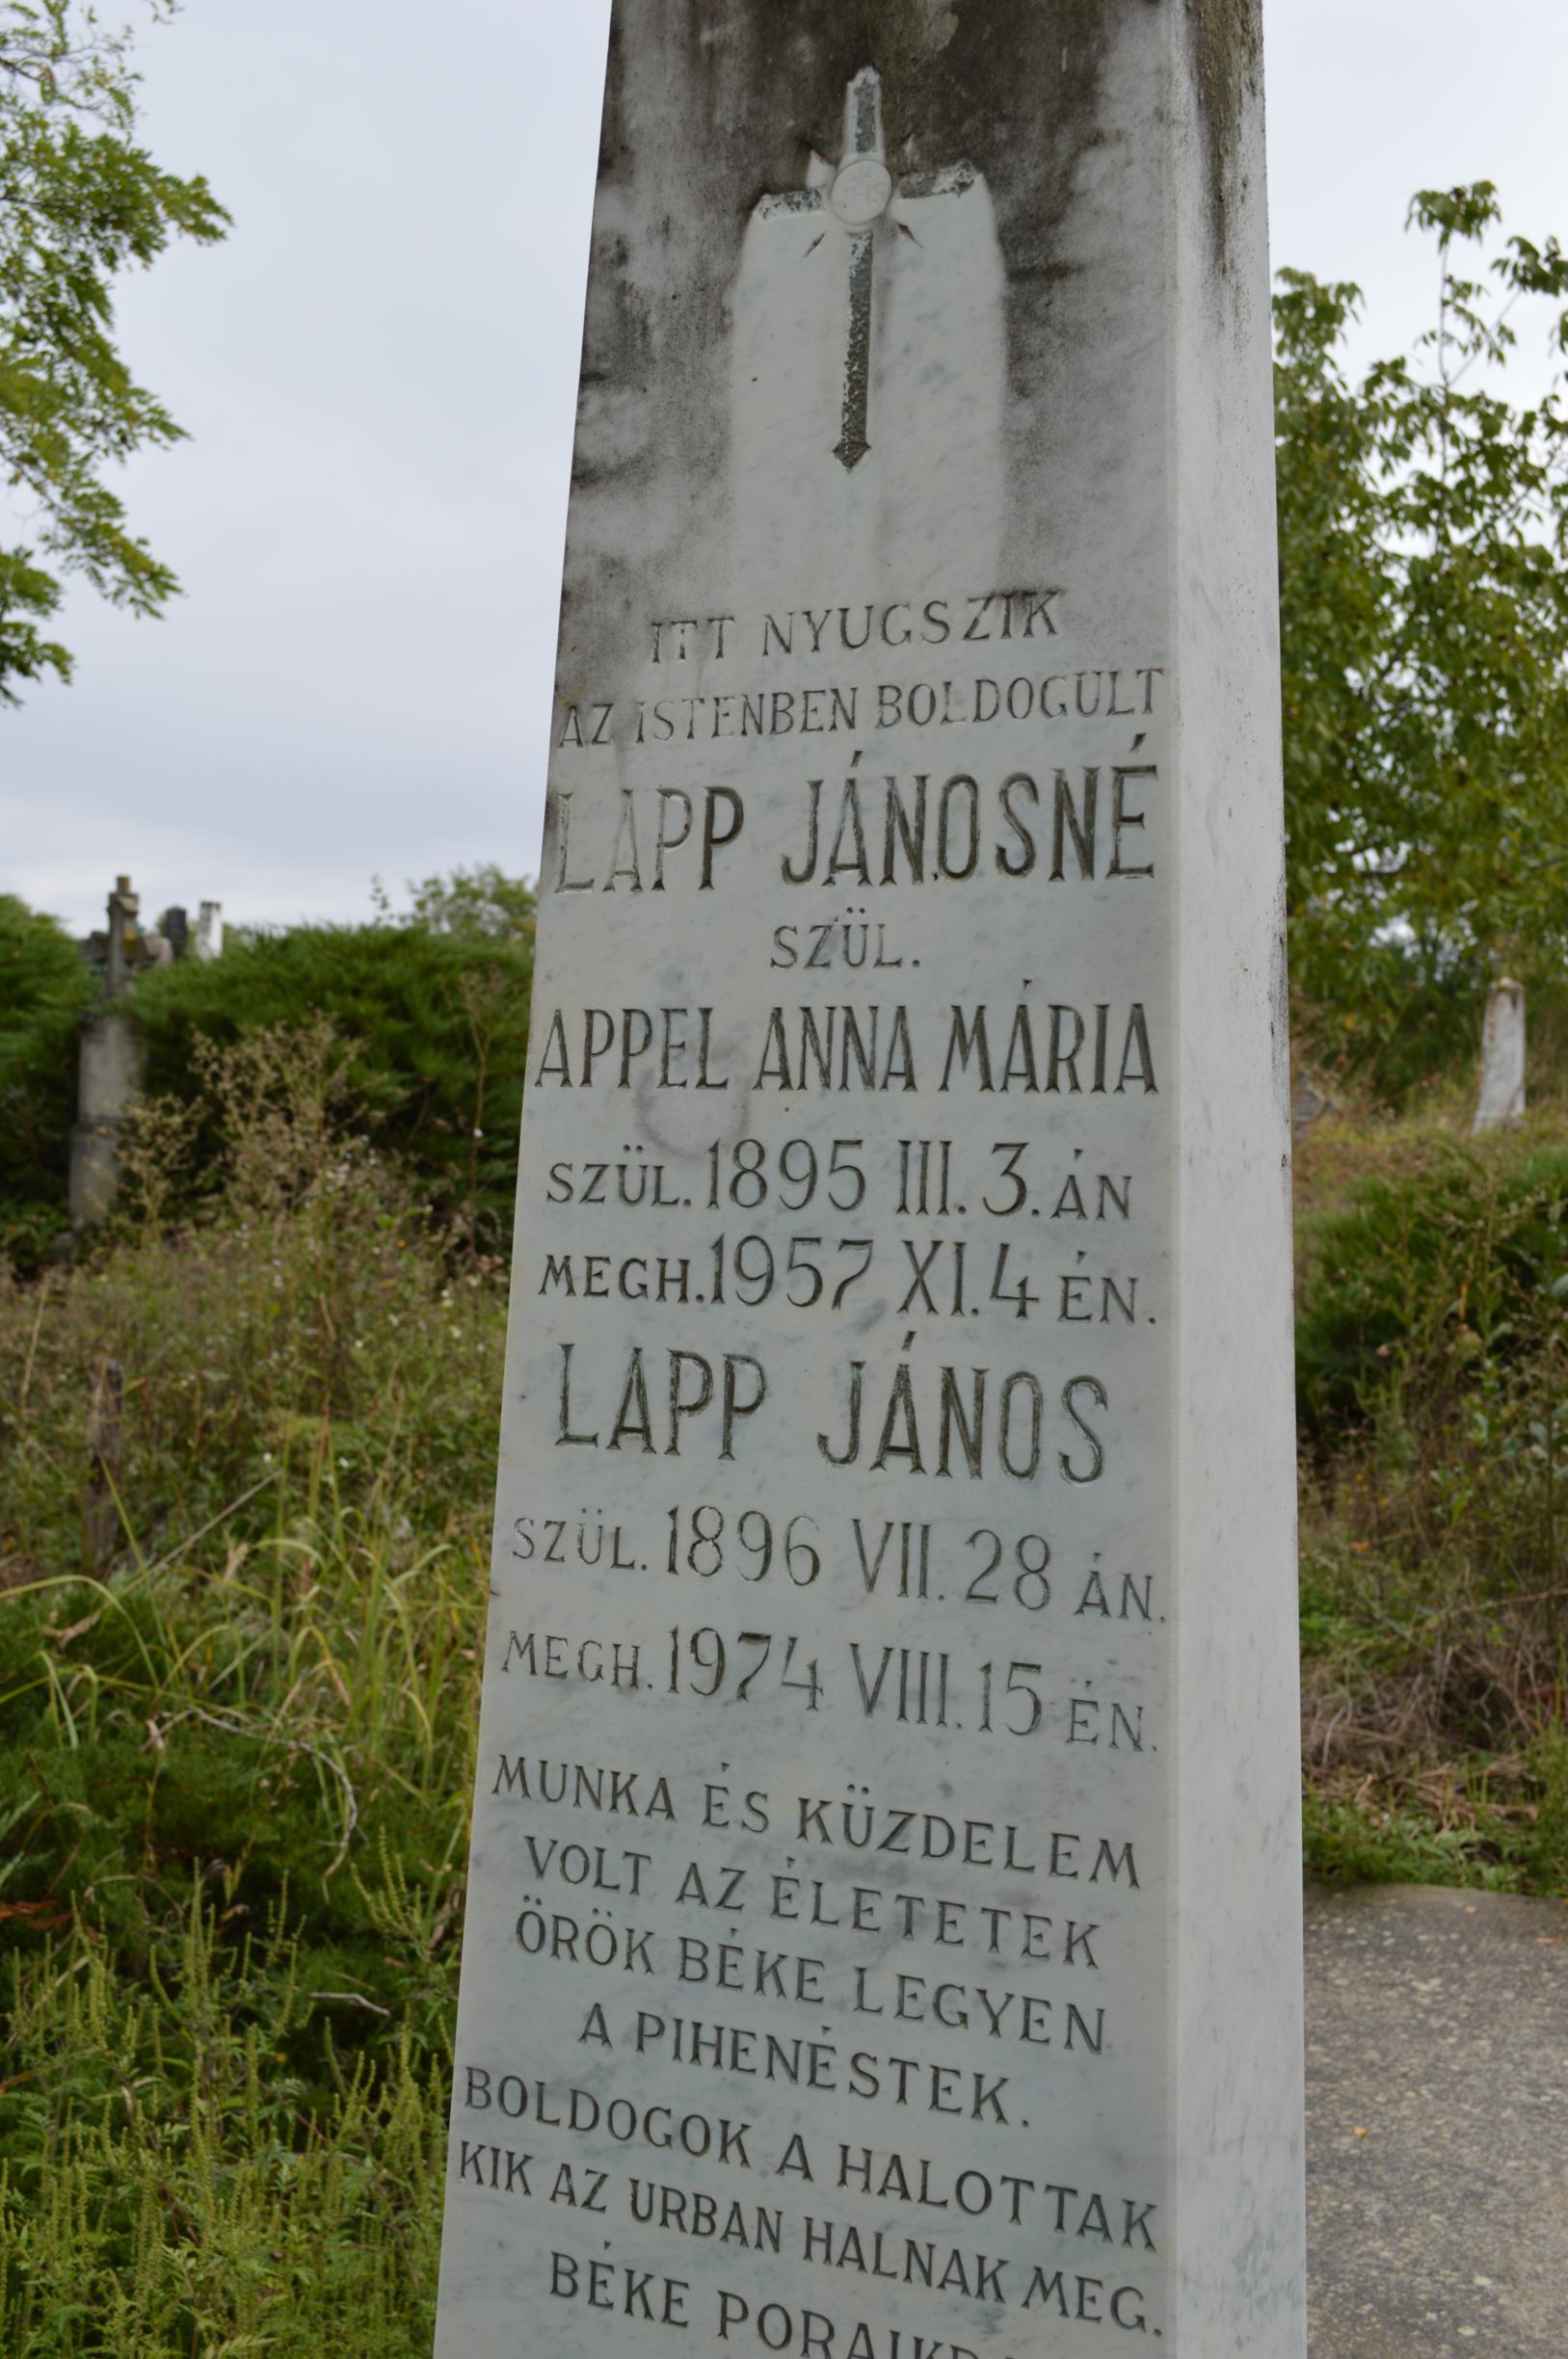 ITT NYUGSZIK
AZ ISTENBEN BOLDOGULT
LAPP JÁNOSNÉ
SZÜL.
APPEL ANNA MÁRIA
SZÜL. 1895 III. 3. ÁN
MEGH. 1957 XI. 4 ÉN.
LAPP JÁNOS
SZÜL. 1896 VII. 28 ÁN.
MEGH. 1974 VIII. 15 ÉN.
MUNKA ÉS KÜZDELEM
VOLT AZ ÉLETETEK
ÖRÖK BÉKE LEGYEN
A PIHENÉSTEK.
BOLDOGOK A HALOTTAK
KIK AZ URBAN HALNAK MEG.
BÉKE